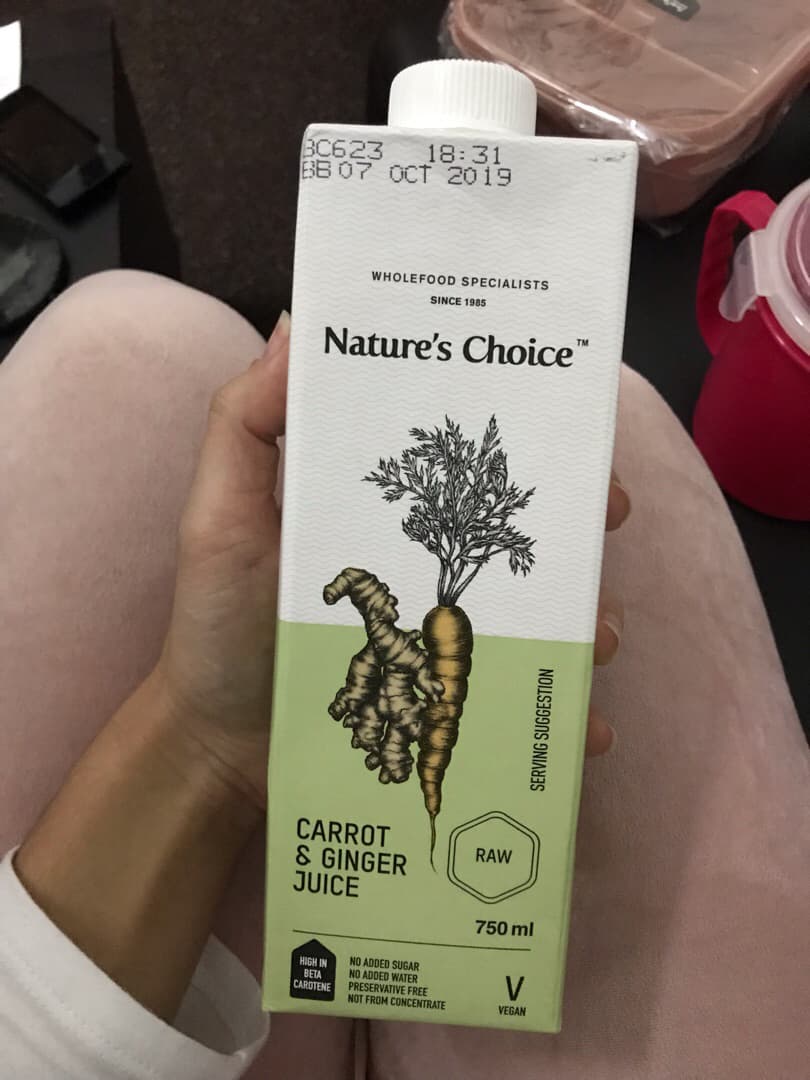 BC623 18:31
BB 07 OCT 2019
WHOLEFOOD SPECIALISTS
SINCE 1985
Nature's Choice™
SERVING SUGGESTION
CARROT
& GINGER
JUICE
RAW
750 ml
HIGH IN
BETA
CAROTENE
NO ADDED SUGAR
NO ADDED WATER
PRESERVATIVE FREE
NOT FROM CONCENTRATE
V
VEGAN